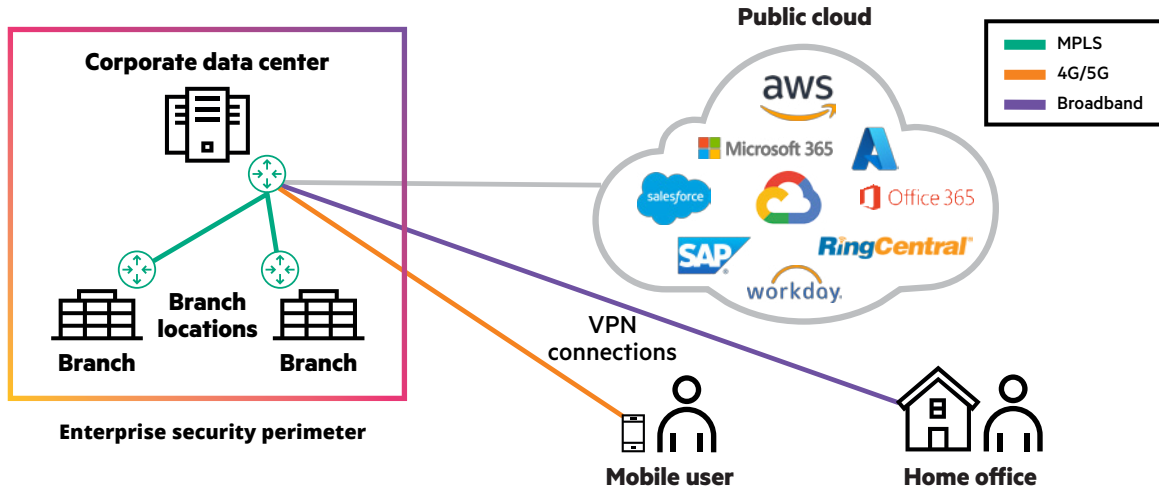 Public cloud
MPLS
4G/5G
Broadband
Corporate data center
aws
Microsoft 365
salesforce
Office 365
SAP
RingCentral
workday.
Branch
locations
Branch
Branch
VPN
connections
Enterprise security perimeter
Mobile user
Home office